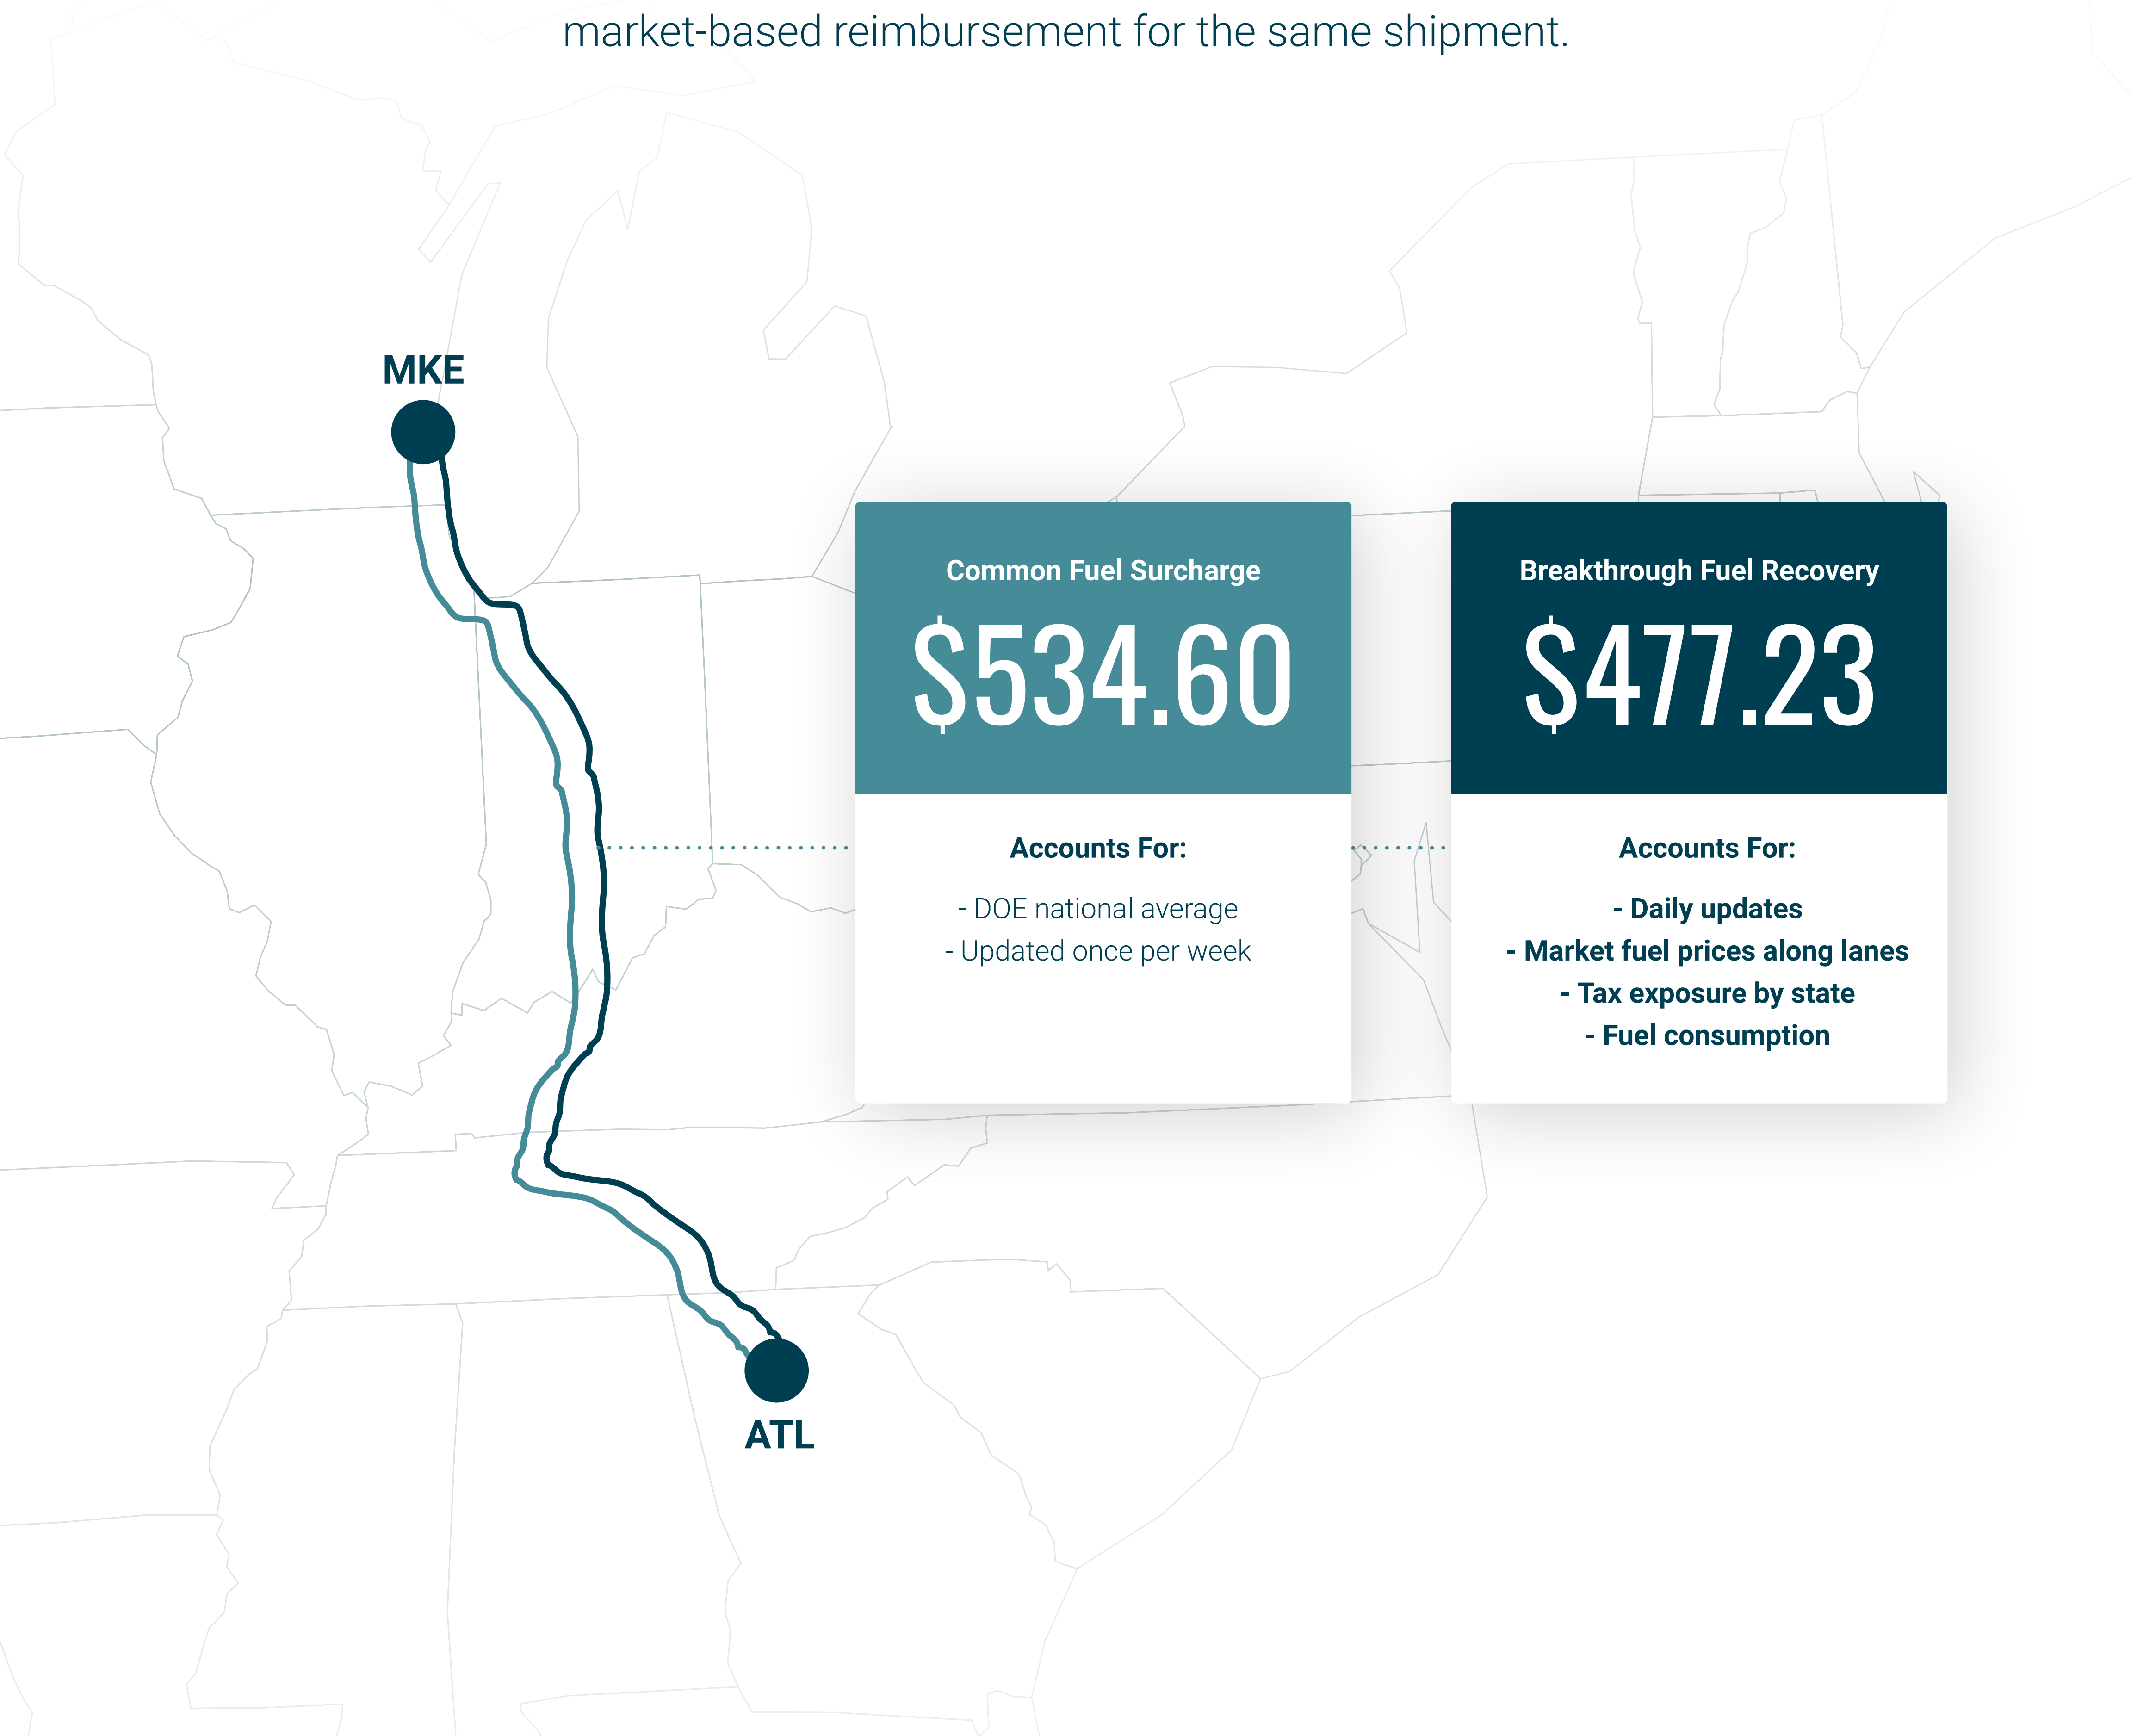 market-based reimbursement for the same shipment.
MKE
Common Fuel Surcharge
$534.60
Accounts For:
- DOE national average
- Updated once per week
Breakthrough Fuel Recovery
$477.23
Accounts For:
- Daily updates
- Market fuel prices along lanes
- Tax exposure by state
- Fuel consumption
ATL